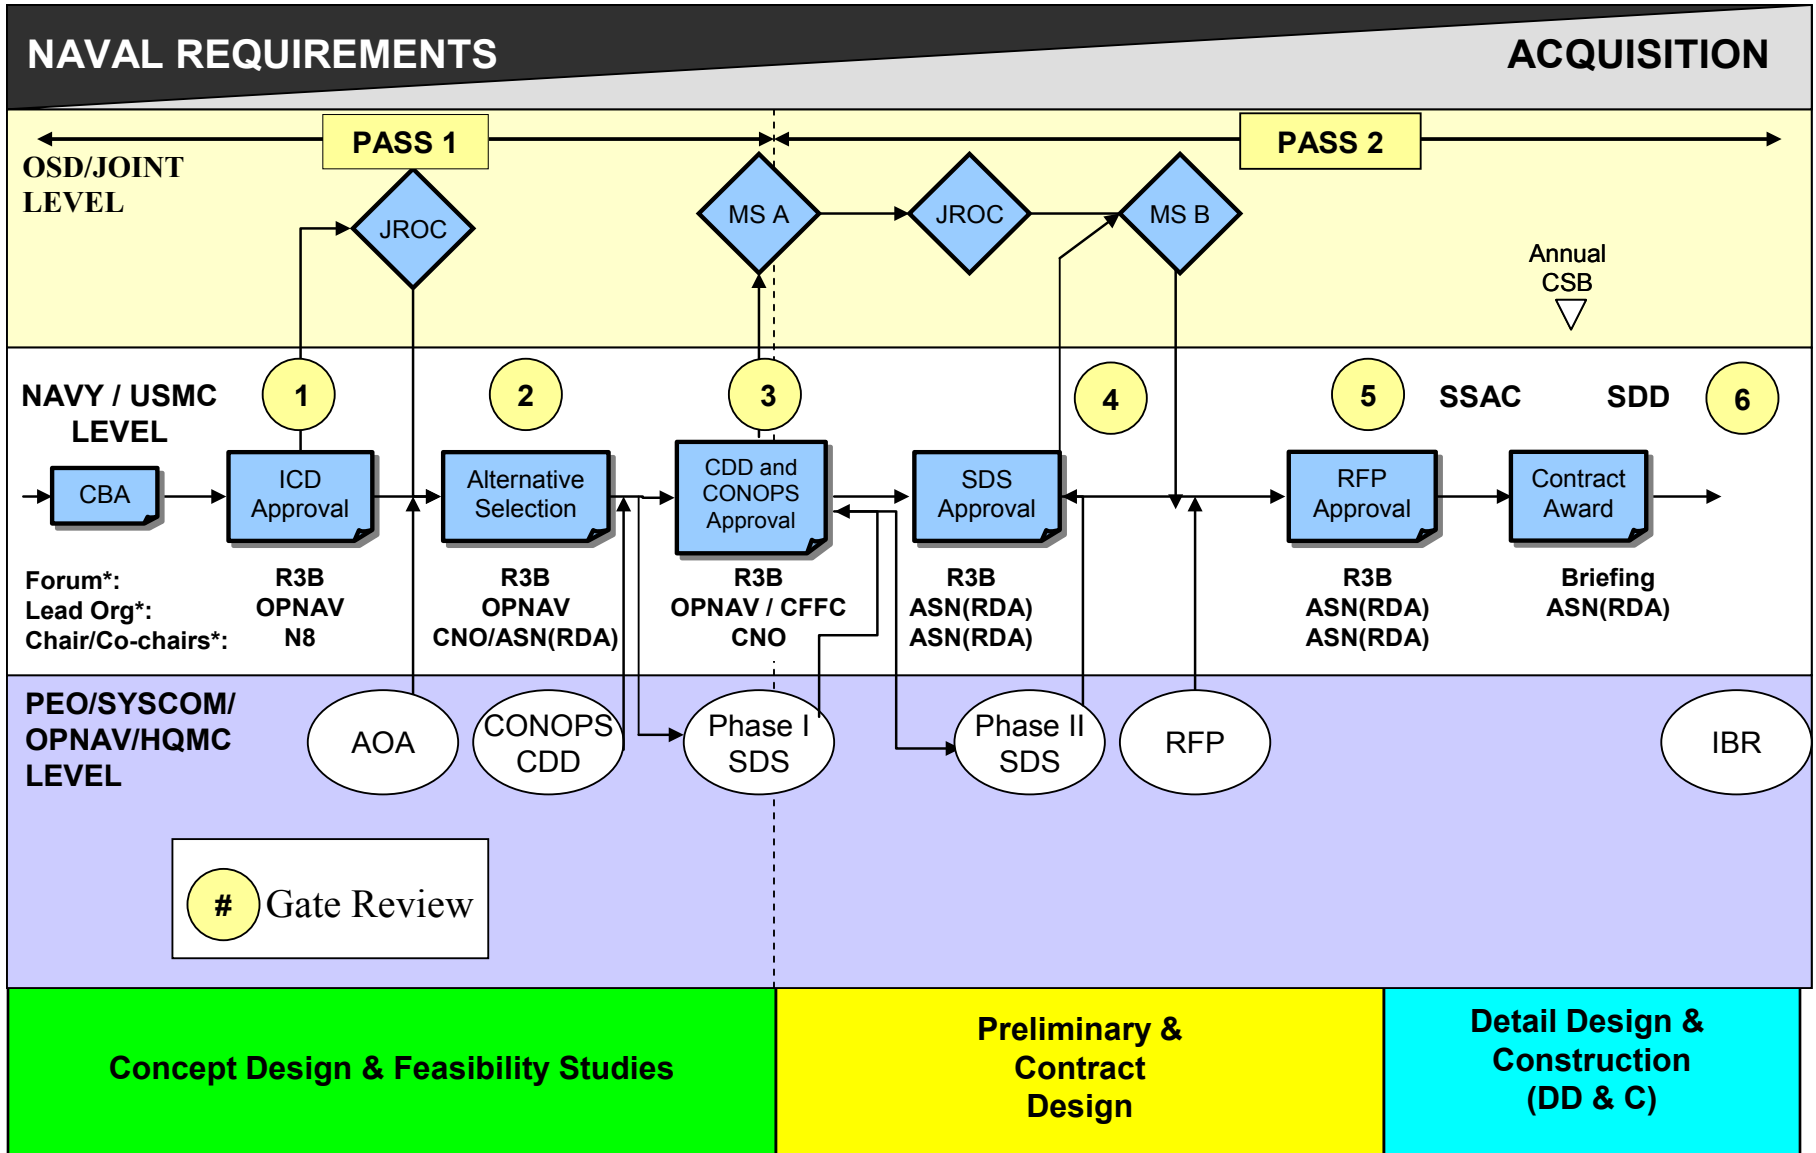 NAVAL REQUIREMENTS
ACQUISITION
PASS 1
PASS 2
OSD/JOINT
LEVEL
JROC
MS A
JROC
MS B
Annual
CSB
NAVY / USMC
LEVEL
1
2
3
4
5
SSAC
SDD
6
CBA
ICD
Approval
Alternative
Selection
CDD and
CONOPS
Approval
SDS
Approval
RFP
Approval
Contract
Award
Forum*:
Lead Org*:
Chair/Co-chairs*:
R3B
OPNAV
N8
R3B
OPNAV
CNO/ASN(RDA)
R3B
OPNAV / CFFC
CNO
R3B
ASN(RDA)
ASN(RDA)
R3B
ASN(RDA)
ASN(RDA)
Briefing
ASN(RDA)
PEO/SYSCOM/
OPNAV/HQMC
LEVEL
AOA
CONOPS
CDD
Phase I
SDS
Phase II
SDS
RFP
IBR
# Gate Review
Concept Design & Feasibility Studies
Preliminary &
Contract
Design
Detail Design &
Construction
(DD & C)